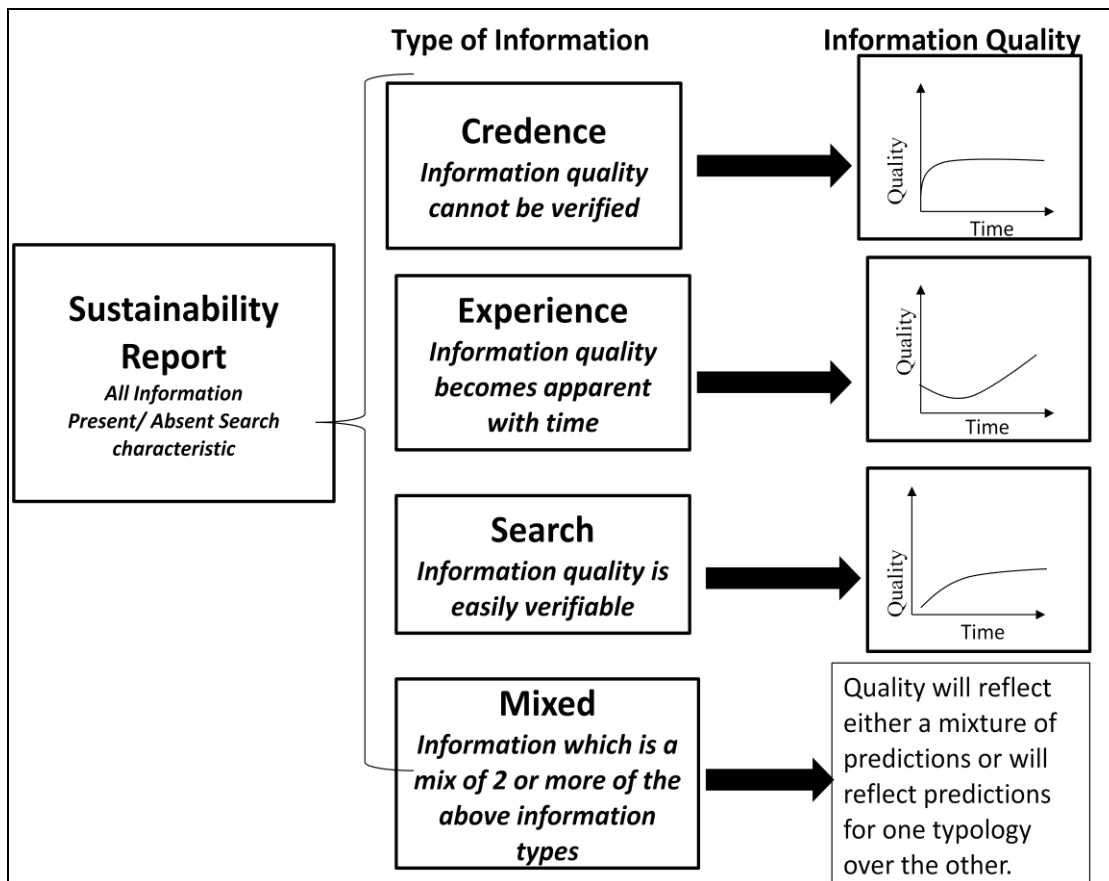 Type of Information
Information Quality
Sustainability
Report
All Information
Present/ Absent Search
characteristic
Credence
Information quality
cannot be verified
Quality
Time
Experience
Information quality
becomes apparent
with time
Quality
Time
Search
Information quality is
easily verifiable
Quality
Time
Mixed
Information which is a
mix of 2 or more of the
above information
types
Quality will reflect
either a mixture of
predictions or will
reflect predictions
for one typology
over the other.